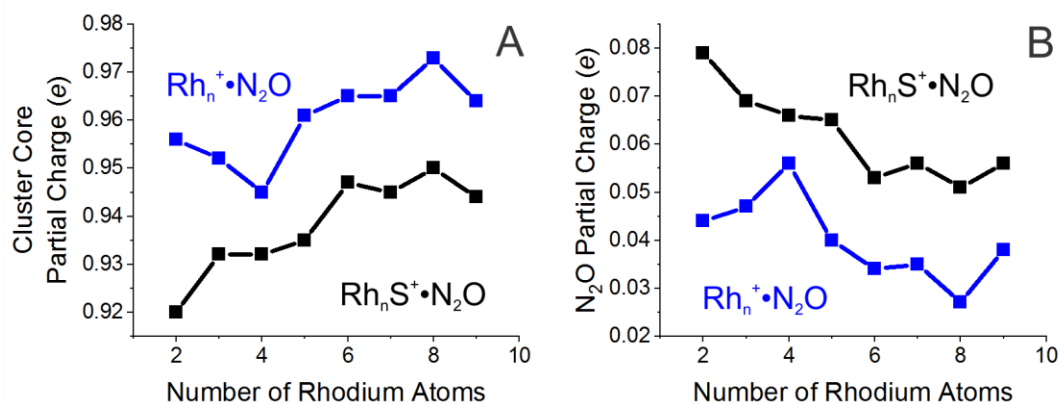 A
0.98
0.97
0.96
0.95
0.94
0.93
0.92
Cluster Core
Partial Charge (e)
Rhₙ⁺•N₂O
RhₙS⁺•N₂O
2 4 6 8 10
Number of Rhodium Atoms
B
0.08
0.07
0.06
0.05
0.04
0.03
0.02
N₂O Partial Charge (e)
RhₙS⁺•N₂O
Rhₙ⁺•N₂O
2 4 6 8 10
Number of Rhodium Atoms